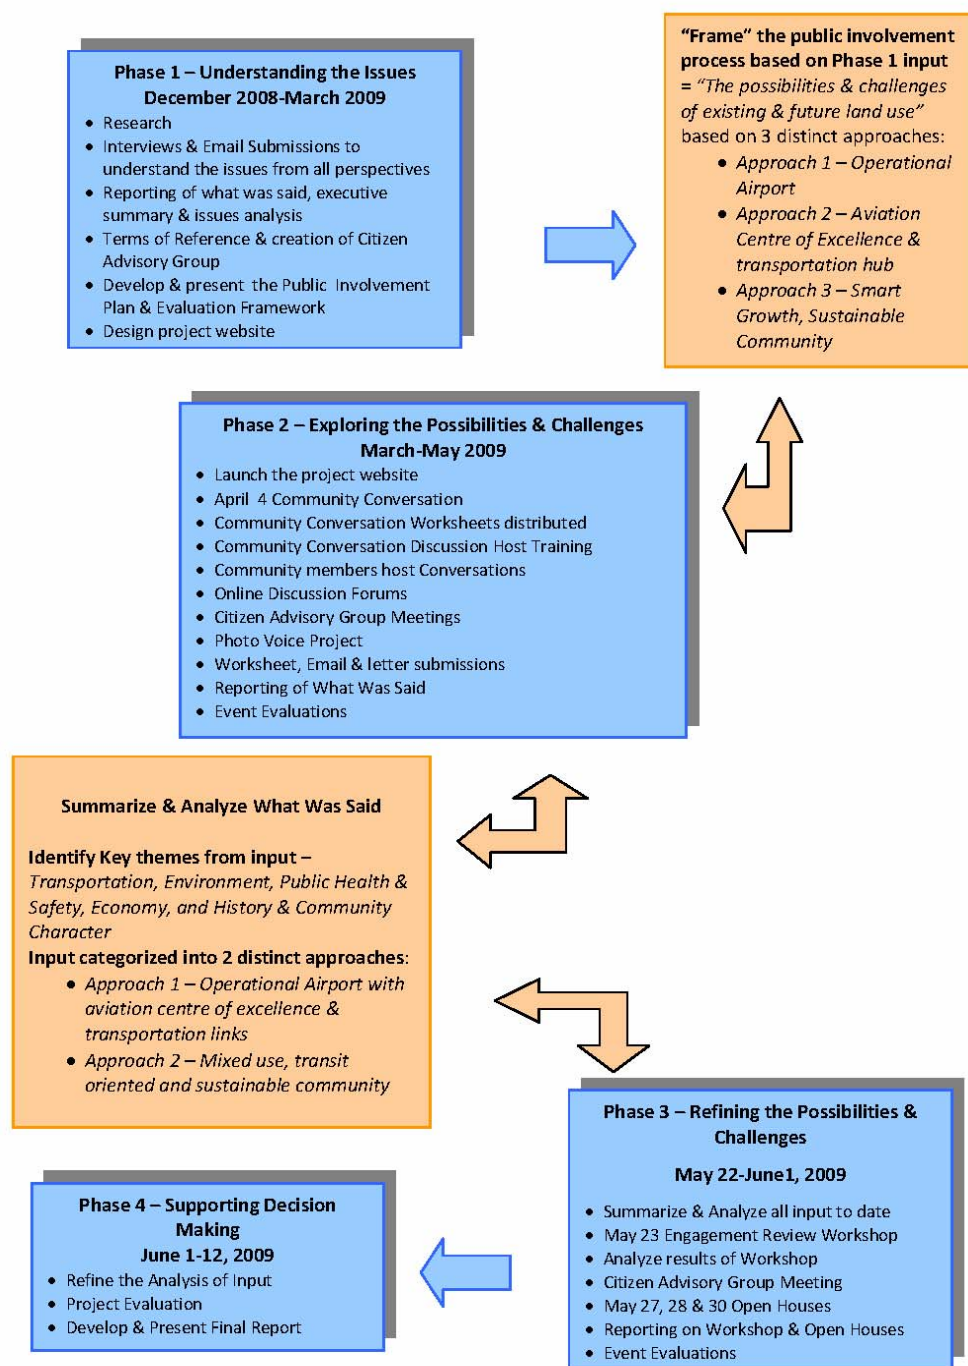 Phase 1 – Understanding the Issues
December 2008-March 2009
• Research
• Interviews & Email Submissions to
understand the issues from all perspectives
• Reporting of what was said, executive
summary & issues analysis
• Terms of Reference & creation of Citizen
Advisory Group
• Develop & present the Public Involvement
Plan & Evaluation Framework
• Design project website
“Frame“ the public involvement
process based on Phase 1 input
= “The possibilities & challenges
of existing & future land use”
based on 3 distinct approaches:
• Approach 1 – Operational
Airport
• Approach 2 – Aviation
Centre of Excellence &
transportation hub
• Approach 3 – Smart
Growth, Sustainable
Community
Phase 2 – Exploring the Possibilities & Challenges
March-May 2009
• Launch the project website
• April 4 Community Conversation
• Community Conversation Worksheets distributed
• Community Conversation Discussion Host Training
• Community members host Conversations
• Online Discussion Forums
• Citizen Advisory Group Meetings
• Photo Voice Project
• Worksheet, Email & letter submissions
• Reporting of What Was Said
• Event Evaluations
Summarize & Analyze What Was Said
Identify Key themes from input –
Transportation, Environment, Public Health &
Safety, Economy, and History & Community
Character
Input categorized into 2 distinct approaches:
• Approach 1 – Operational Airport with
aviation centre of excellence &
transportation links
• Approach 2 – Mixed use, transit
oriented and sustainable community
Phase 3 – Refining the Possibilities &
Challenges
May 22-June1, 2009
• Summarize & Analyze all input to date
• May 23 Engagement Review Workshop
• Analyze results of Workshop
• Citizen Advisory Group Meeting
• May 27, 28 & 30 Open Houses
• Reporting on Workshop & Open Houses
• Event Evaluations
Phase 4 – Supporting Decision
Making
June 1-12, 2009
• Refine the Analysis of Input
• Project Evaluation
• Develop & Present Final Report